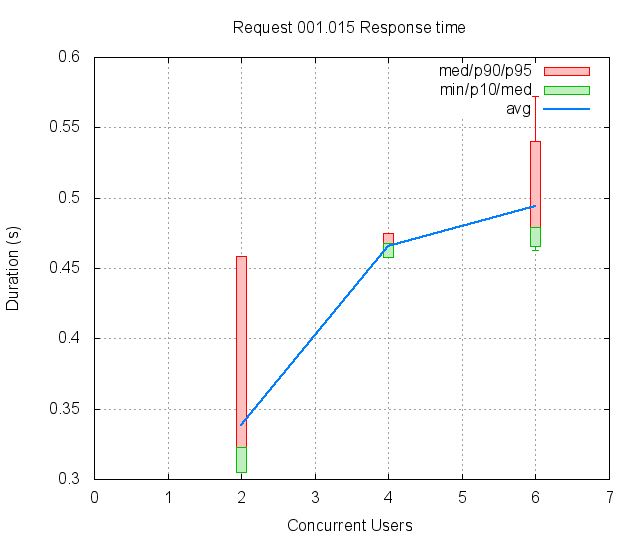 Request 001.015 Response time
0.6
0.55
0.5
0.45
0.4
0.35
0.3
Duration (s)
med/p90/p95
min/p10/med
avg
0 1 2 3 4 5 6 7
Concurrent Users